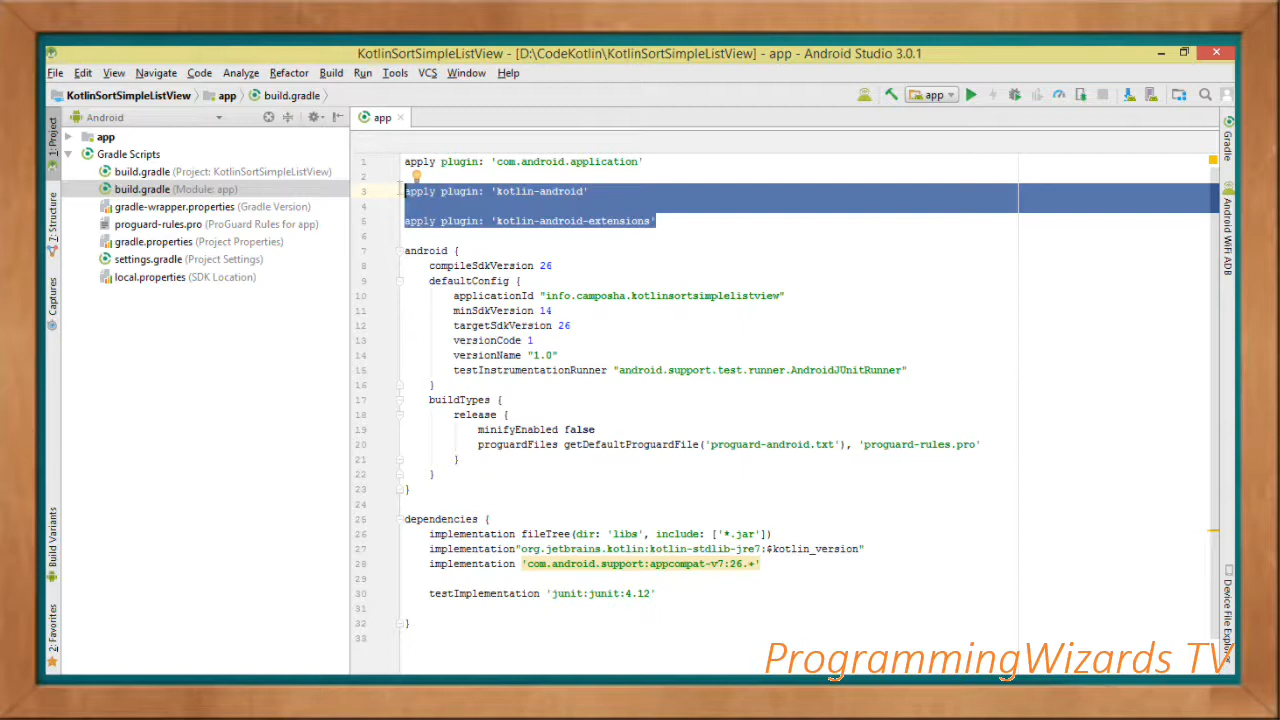 KotlinSortSimpleListView - [D:\CodeKotlin\KotlinSortSimpleListView] - app - Android Studio 3.0.1
File Edit View Navigate Code Analyze Refactor Build Run Tools VCS Window Help
KotlinSortSimpleListView app build.gradle
app
1: Project
7: Structure
Captures
Build Variants
2: Favorites
Android
app
Gradle Scripts
build.gradle (Project: KotlinSortSimpleListView)
build.gradle (Module: app)
gradle-wrapper.properties (Gradle Version)
proguard-rules.pro (ProGuard Rules for app)
gradle.properties (Project Properties)
settings.gradle (Project Settings)
local.properties (SDK Location)
app
1 apply plugin: 'com.android.application'
2
3 apply plugin: 'kotlin-android'
4
5 apply plugin: 'kotlin-android-extensions'
6
7 android {
8 compileSdkVersion 26
9 defaultConfig {
10 applicationId "info.camposha.kotlinsortsimplelistview"
11 minSdkVersion 14
12 targetSdkVersion 26
13 versionCode 1
14 versionName "1.0"
15 testInstrumentationRunner "android.support.test.runner.AndroidJUnitRunner"
16 }
17 buildTypes {
18 release {
19 minifyEnabled false
20 proguardFiles getDefaultProguardFile('proguard-android.txt'), 'proguard-rules.pro'
21 }
22 }
23 }
24
25 dependencies {
26 implementation fileTree(dir: 'libs', include: ['*.jar'])
27 implementation"org.jetbrains.kotlin:kotlin-stdlib-jre7:$kotlin_version"
28 implementation 'com.android.support:appcompat-v7:26.+'
29
30 testImplementation 'junit:junit:4.12'
31
32 }
33
Gradle
Android WiFi ADB
Device File Explorer
ProgrammingWizards TV